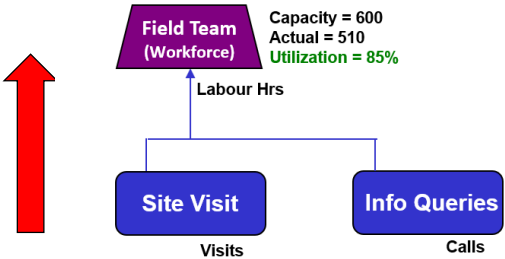 Field Team
(Workforce)
Capacity = 600
Actual = 510
Utilization = 85%
Labour Hrs
Site Visit
Info Queries
Visits
Calls